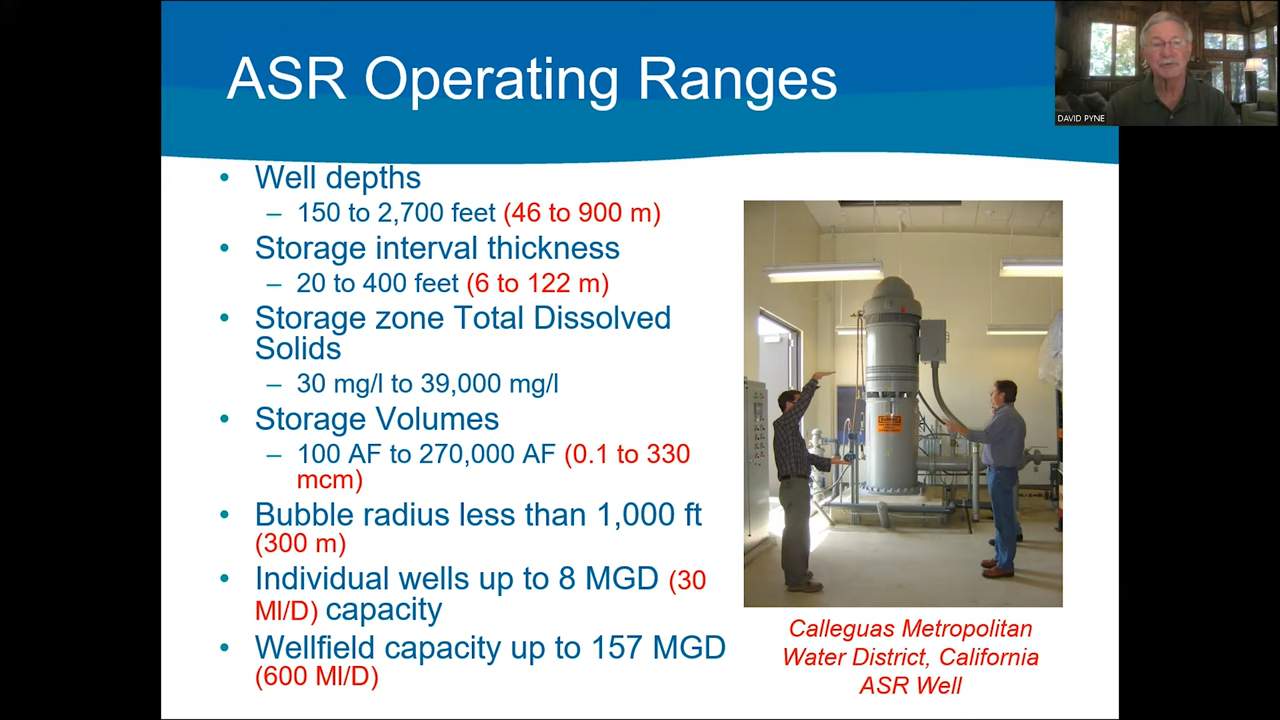 ASR Operating Ranges
DAVID PYNE
• Well depths
– 150 to 2,700 feet (46 to 900 m)
• Storage interval thickness
– 20 to 400 feet (6 to 122 m)
• Storage zone Total Dissolved
Solids
– 30 mg/l to 39,000 mg/l
• Storage Volumes
– 100 AF to 270,000 AF (0.1 to 330
mcm)
• Bubble radius less than 1,000 ft
(300 m)
• Individual wells up to 8 MGD (30
Ml/D) capacity
• Wellfield capacity up to 157 MGD
(600 Ml/D)
Calleguas Metropolitan
Water District, California
ASR Well